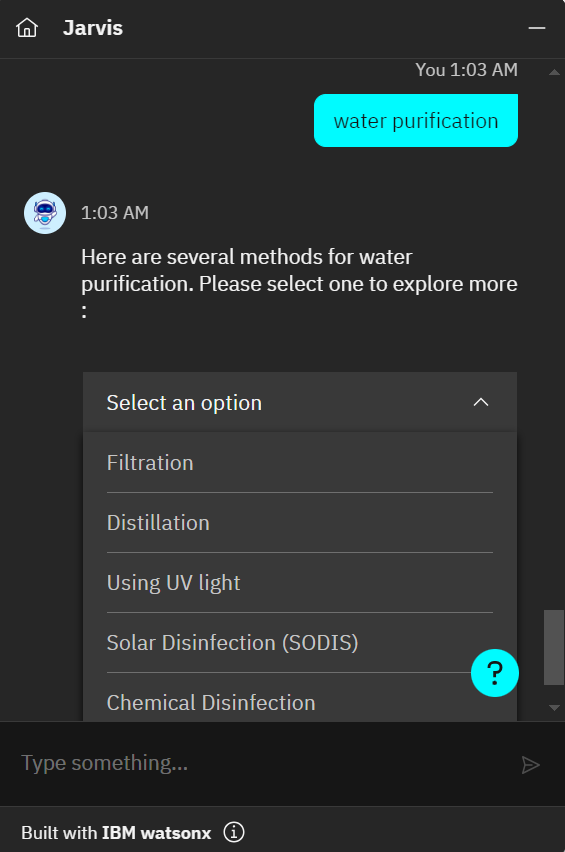 Jarvis
You 1:03 AM
water purification
1:03 AM
Here are several methods for water
purification. Please select one to explore more
:
Select an option
Filtration
Distillation
Using UV light
Solar Disinfection (SODIS)
?
Chemical Disinfection
Type something...
Built with IBM watsonx